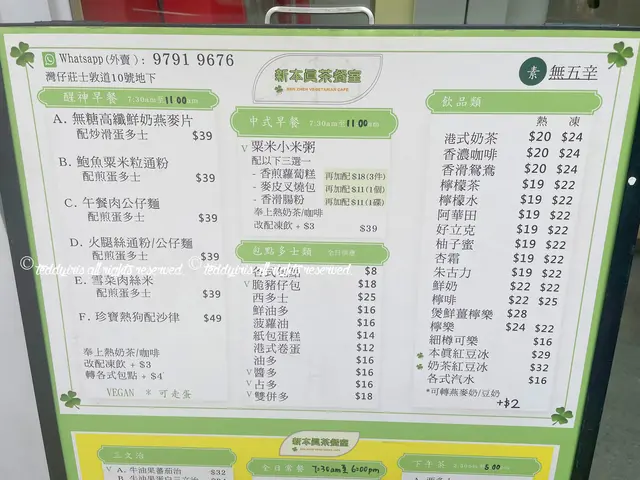 Whatsapp (外賣)：9791 9676
灣仔莊士敦道10號地下
新本眞茶餐室
素 無五辛
醒神早餐 7:30am至11:00am
A. 無糖高纖鮮奶燕麥片
配炒滑蛋多士 $39
B. 鮑魚粟米粒通粉
配煎蛋多士 $39
C. 午餐肉公仔麵
配煎蛋多士 $39
D. 火腿絲通粉/公仔麵
配煎蛋多士 $39
E. 雪菜肉絲米
配煎蛋多士 $39
F. 珍寶熱狗配沙律 $49
奉上熱奶茶/咖啡
改配凍飲 + $3
轉各式包點 + $4
VEGAN * 可走蛋
中式早餐 7:30am至11:00am
V 粟米小米粥
配以下三選一
- 香煎蘿蔔糕 再加配 $18(3件)
- 麥皮叉燒包 再加配 $11(1個)
- 香滑腸粉 再加配 $11(1碟)
奉上熱奶茶/咖啡
改配凍飲 + $3 $39
包點多士類 全日供應
$8
V 脆豬仔包 $18
西多士 $25
鮮油多 $16
菠蘿油 $16
紙包蛋糕 $14
港式卷蛋 $12
油多 $16
V 醬多 $16
V 占多 $16
V 雙併多 $18
飲品類
熱 凍
港式奶茶 $20 $24
香濃咖啡 $20 $24
香滑鴛鴦 $20 $24
檸檬茶 $19 $22
檸檬水 $19 $22
阿華田 $19 $22
好立克 $19 $22
柚子蜜 $19 $22
杏霜 $19 $22
朱古力 $19 $22
鮮奶 $22 $22
檸啡 $22 $25
煲鮮薑檸樂 $28
檸樂 $24 $22
細樽可樂 $16
本眞紅豆冰 $29
奶茶紅豆冰 $32
各式汽水 $16
*可轉燕麥奶/豆奶
+$2
© teddytris all rights reserved.
© teddytris all rights reserved.
新本眞茶餐室
三文治
V A. 牛油果蕃茄治 $32
全日常餐 7:30am至6:00pm
下午茶